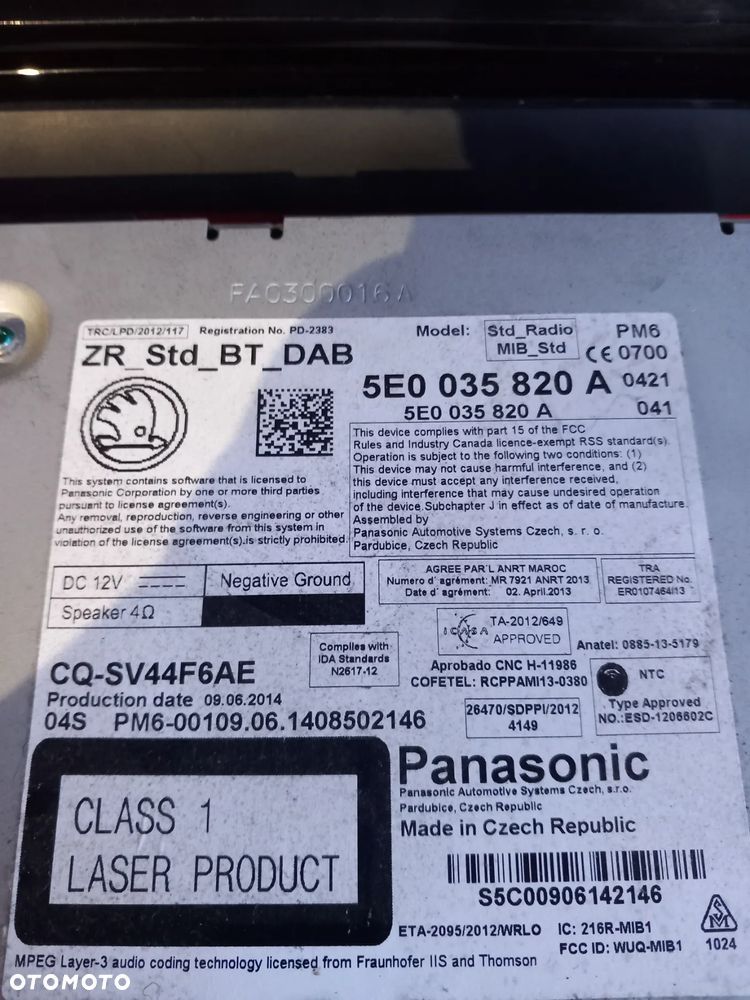 FA0300016A
TRC/LPD/2012/117 Registration No. PD-2383
Model: Std_Radio MIB_Std PM6
ZR_Std_BT_DAB
CE 0700
5E0 035 820 A 0421
5E0 035 820 A 041
This device complies with part 15 of the FCC
Rules and Industry Canada licence-exempt RSS standard(s).
Operation is subject to the following two conditions: (1)
This device may not cause harmful interference, and (2)
this device must accept any interference received,
including interference that may cause undesired operation
of the device.Subchapter J in effect as of date of manufacture.
Assembled by
Panasonic Automotive Systems Czech, s. r. o.
Pardubice, Czech Republic
This system contains software that is licensed to
Panasonic Corporation by one or more third parties
pursuant to license agreement(s).
Any removal, reproduction, reverse engineering or other
unauthorized use of the software from this system in
violation of the license agreement(s).is strictly prohibited.
DC 12V
Negative Ground
Speaker 4Ω
AGREE PAR L'ANRT MAROC
Numero d'agrément: MR 7921 ANRT 2013
Date d'agrément: 02. April.2013
TRA
REGISTERED No.
ER0107464/13
ICASA
TA-2012/649
APPROVED
Anatel: 0885-13-5179
Complies with
IDA Standards
N2617-12
Aprobado CNC H-11986
COFETEL: RCPPAMI13-0380
NTC
Type Approved
NO.:ESD-1206602C
26470/SDPPI/2012
4149
CQ-SV44F6AE
Production date 09.06.2014
04S PM6-00109.06.1408502146
CLASS 1
LASER PRODUCT
Panasonic
Panasonic Automotive Systems Czech, s.r.o.
Pardubice, Czech Republic
Made in Czech Republic
S5C00906142146
ETA-2095/2012/WRLO IC: 216R-MIB1
FCC ID: WUQ-MIB1
1024
MPEG Layer-3 audio coding technology licensed from Fraunhofer IIS and Thomson
OTOMOTO